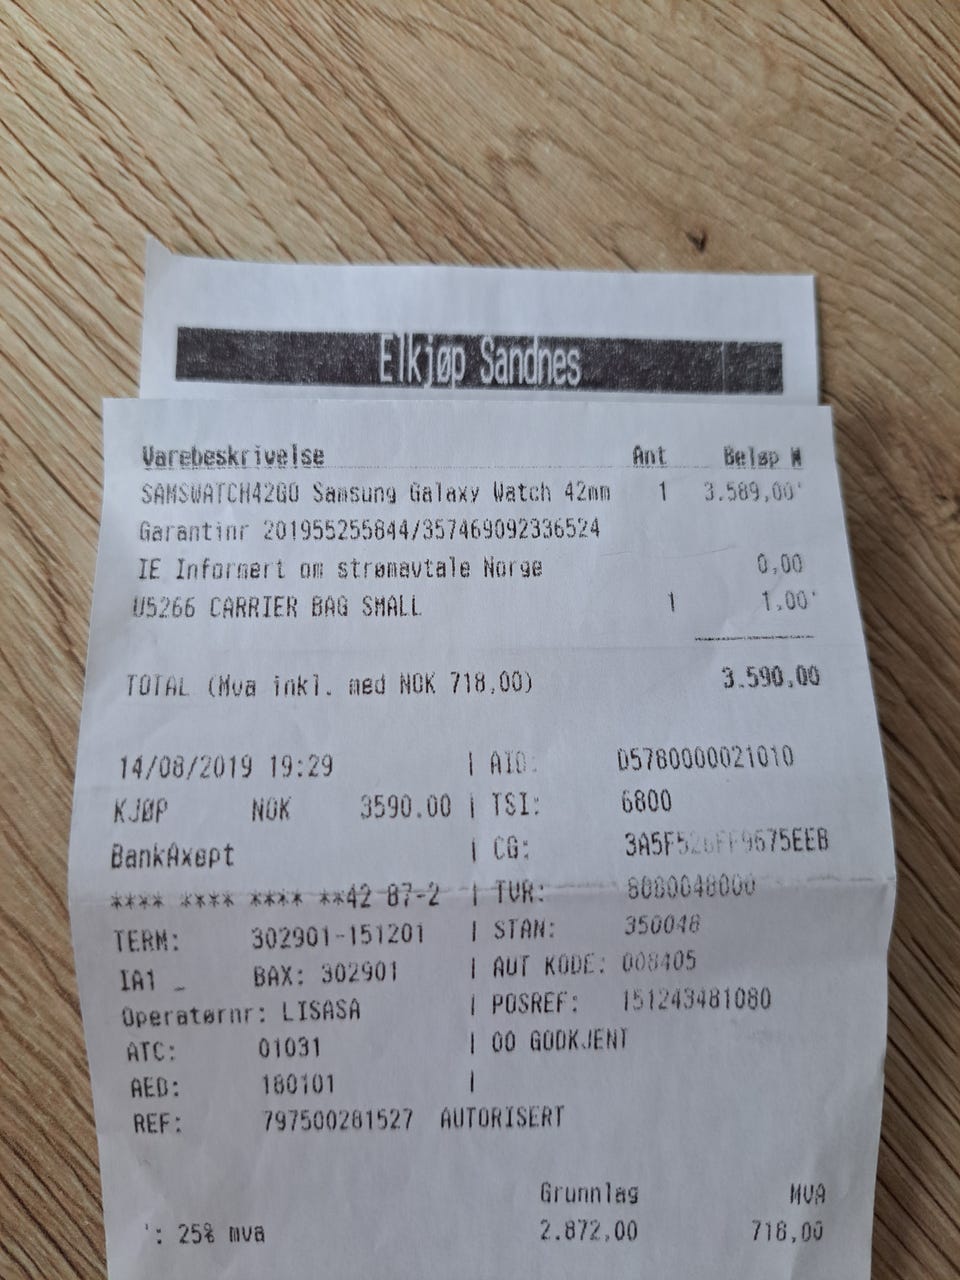 Elkjøp Sandnes
Varebeskrivelse Ant Beløp M
SAMSWATCH42GO Samsung Galaxy Watch 42mm 1 3.589,00'
Garantinr 201955255844/357469092336524
IE Informert om strømavtale Norge 0,00
U5266 CARRIER BAG SMALL 1 1,00'
TOTAL (Mva inkl. med NOK 718,00) 3.590,00
14/08/2019 19:29 | AID: D5780000021010
KJØP NOK 3590.00 | TSI: 6800
BankAxept | CG: 3A5F526FF9675EEB
**** **** **** **42 87-2 | TVR: 8080048000
TERM: 302901-151201 | STAN: 350048
IA1 _ BAX: 302901 | AUT KODE: 008405
Operatørnr: LISASA | POSREF: 151243481080
ATC: 01031 | 00 GODKJENT
AED: 180101 |
REF: 797500281527 AUTORISERT
Grunnlag MVA
': 25% mva 2.872,00 718,00